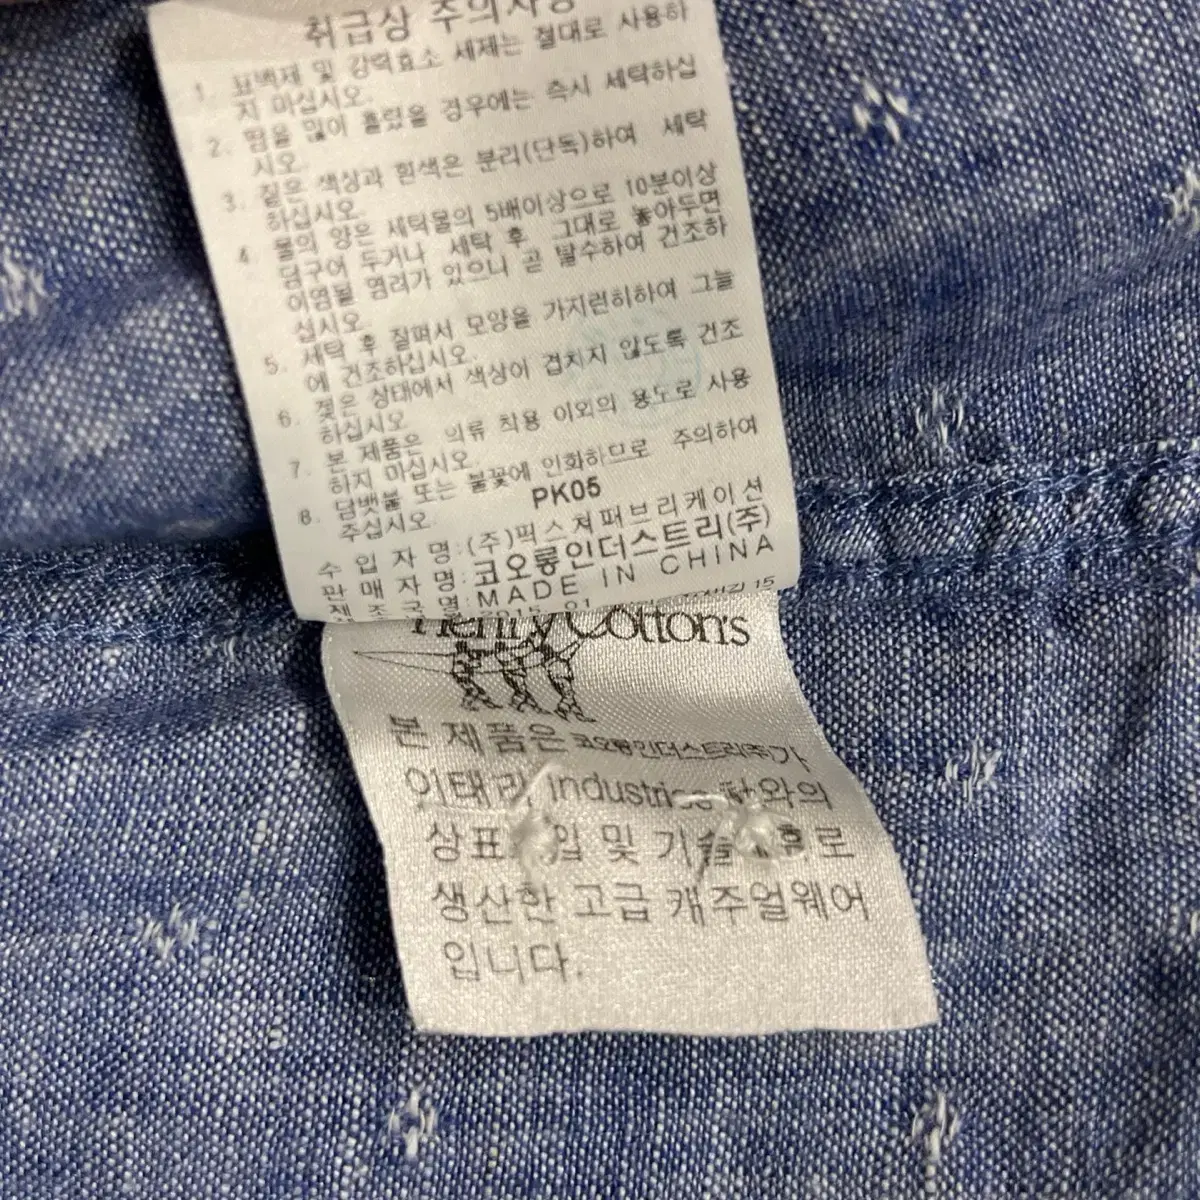 취급상 주의사항
1. 표백제 및 강력효소 세제는 절대로 사용하
지 마십시오.
2. 땀을 많이 흘렸을 경우에는 즉시 세탁하십
시오.
3. 짙은 색상과 흰색은 분리(단독)하여 세탁
하십시오.
4. 물의 양은 세탁물의 5배이상으로 10분이상
담구어 두거나 세탁 후 그대로 놓아두면
이염될 염려가 있으니 곧 탈수하여 건조하
십시오.
5. 세탁 후 잘펴서 모양을 가지런히하여 그늘
에 건조하십시오.
6. 젖은 상태에서 색상이 겹치지 않도록 건조
하십시오.
7. 본 제품은 의류 착용 이외의 용도로 사용
하지 마십시오.
8. 담뱃불 또는 불꽃에 인화하므로 주의하여
주십시오.
PK05
수 입 자 명:(주)픽스쳐패브리케이션
판 매 자 명:코오롱인더스트리(주)
제 조 국 명:MADE IN CHINA
2015. 01
15
Henry Cotton's
본 제품은 코오롱인더스트리(주)가
이태리 Industries 와의
상표 및 로
생산한 고급 캐주얼웨어
입니다.